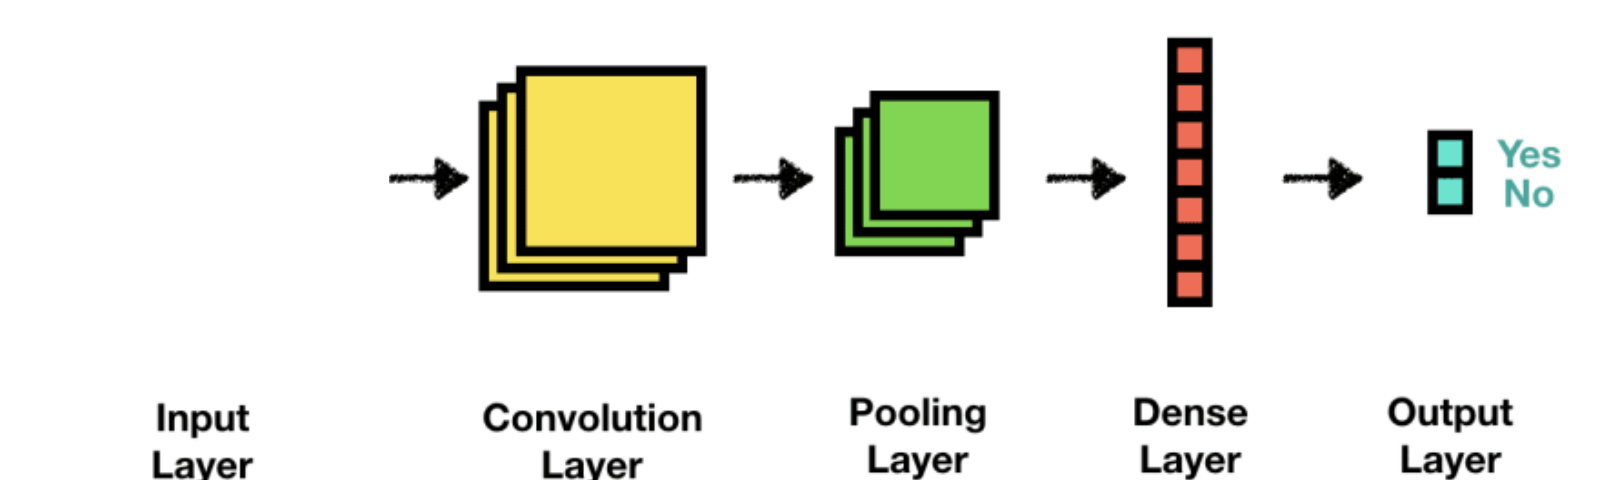 Yes
No
Input
Layer
Convolution
Layer
Pooling
Layer
Dense
Layer
Output
Layer